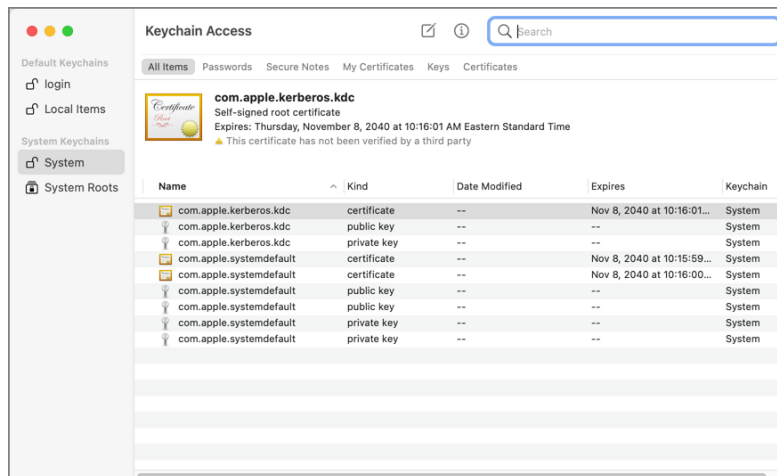 Keychain Access
Search
Default Keychains
login
Local Items
System Keychains
System
System Roots
All Items Passwords Secure Notes My Certificates Keys Certificates
Certificate
Root
com.apple.kerberos.kdc
Self-signed root certificate
Expires: Thursday, November 8, 2040 at 10:16:01 AM Eastern Standard Time
This certificate has not been verified by a third party
Name Kind Date Modified Expires Keychain
com.apple.kerberos.kdc certificate -- Nov 8, 2040 at 10:16:01... System
com.apple.kerberos.kdc public key -- -- System
com.apple.kerberos.kdc private key -- -- System
com.apple.systemdefault certificate -- Nov 8, 2040 at 10:15:59... System
com.apple.systemdefault certificate -- Nov 8, 2040 at 10:16:00... System
com.apple.systemdefault public key -- -- System
com.apple.systemdefault public key -- -- System
com.apple.systemdefault private key -- -- System
com.apple.systemdefault private key -- -- System